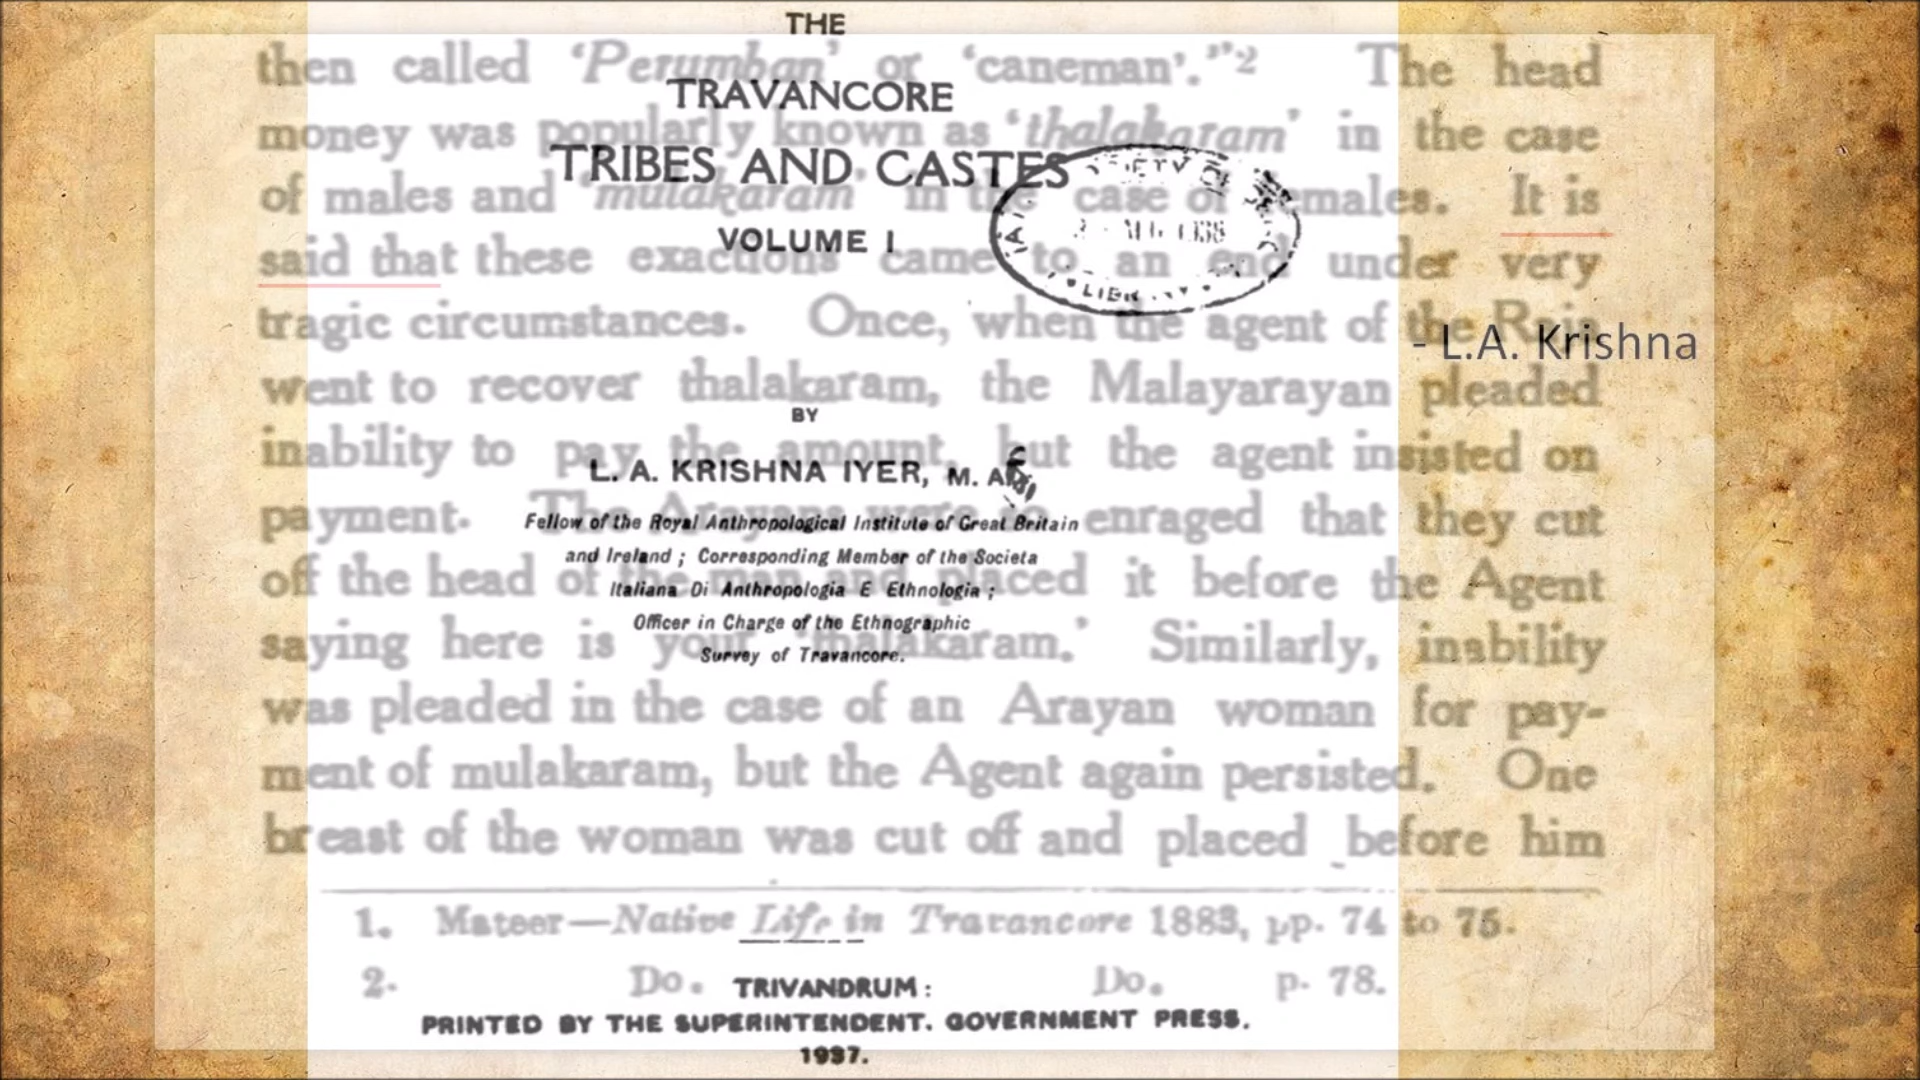 THE
TRAVANCORE
TRIBES AND CASTES
VOLUME I
BY
L. A. KRISHNA IYER, M. A.
Fellow of the Royal Anthropological Institute of Great Britain
and Ireland ; Corresponding Member of the Societa
Italiana Di Anthropologia E Ethnologia ;
Officer in Charge of the Ethnographic
Survey of Travancore.
TRIVANDRUM :
PRINTED BY THE SUPERINTENDENT, GOVERNMENT PRESS.
1937.
- L.A. Krishna
then called ‘Perumban’ or ‘caneman’.”2 The head
money was popularly known as ‘thalakaram’ in the case
of males and ‘mulakaram’ in the case of females. It is
said that these exactions came to an end under very
tragic circumstances. Once, when the agent of the Raja
went to recover thalakaram, the Malayarayan pleaded
inability to pay the amount, but the agent insisted on
payment. The Arayans were so enraged that they cut
off the head of the man and placed it before the Agent
saying here is your ‘thalakaram.’ Similarly, inability
was pleaded in the case of an Arayan woman for pay-
ment of mulakaram, but the Agent again persisted. One
breast of the woman was cut off and placed before him
1. Mateer—Native Life in Travancore 1883, pp. 74 to 75.
2. Do. Do. p. 78.